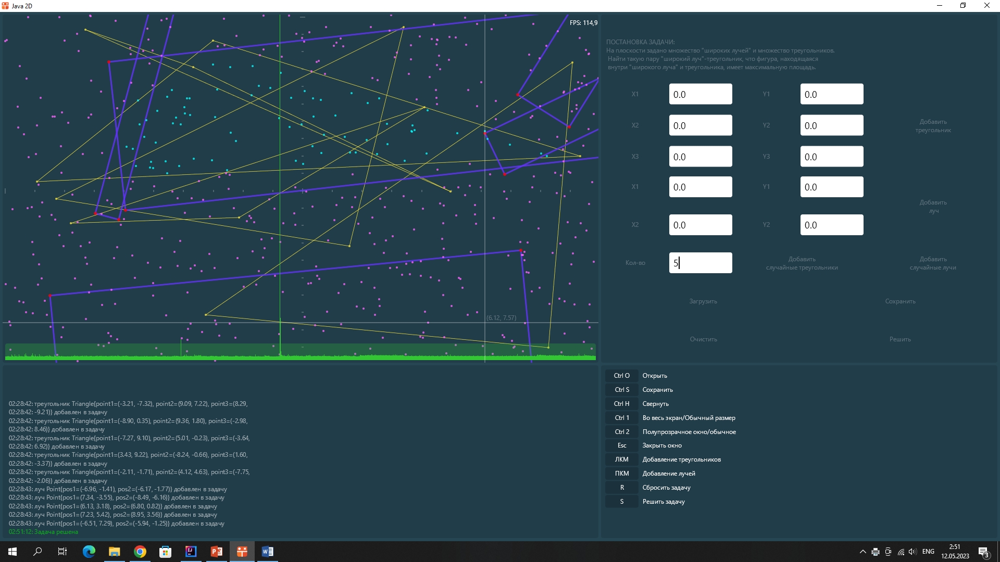 Java 2D
FPS: 114,9
(6.12, 7.57)
ПОСТАНОВКА ЗАДАЧИ:
На плоскости задано множество "широких лучей" и множество треугольников.
Найти такую пару "широкий луч"-треугольник, что фигура, находящаяся
внутри "широкого луча" и треугольника, имеет максимальную площадь.
X1 0.0 Y1 0.0
X2 0.0 Y2 0.0
Добавить
треугольник
X3 0.0 Y3 0.0
X1 0.0 Y1 0.0
Добавить
луч
X2 0.0 Y2 0.0
Кол-во 5
Добавить
случайные треугольники
Добавить
случайные лучи
Загрузить Сохранить
Очистить Решить
02:28:42: треугольник Triangle{point1=(-3.21, -7.32), point2=(9.09, 7.22), point3=(8.29,
02:28:42: -9.21)} добавлен в задачу
02:28:42: треугольник Triangle{point1=(-8.90, 0.35), point2=(9.36, 1.80), point3=(-2.98,
02:28:42: 8.46)} добавлен в задачу
02:28:42: треугольник Triangle{point1=(-7.27, 9.10), point2=(5.01, -0.23), point3=(-3.64,
02:28:42: 6.92)} добавлен в задачу
02:28:42: треугольник Triangle{point1=(3.43, 9.22), point2=(-8.24, -0.66), point3=(1.60,
02:28:42: -3.37)} добавлен в задачу
02:28:42: треугольник Triangle{point1=(-2.11, -1.71), point2=(4.12, 4.63), point3=(-7.75,
02:28:42: -2.06)} добавлен в задачу
02:28:43: луч Point{pos1=(-6.96, -1.41), pos2=(-6.17, -1.77)} добавлен в задачу
02:28:43: луч Point{pos1=(7.34, -3.55), pos2=(-8.49, -6.16)} добавлен в задачу
02:28:43: луч Point{pos1=(6.13, 3.18), pos2=(6.80, 0.82)} добавлен в задачу
02:28:43: луч Point{pos1=(7.23, 5.42), pos2=(8.95, 3.56)} добавлен в задачу
02:28:43: луч Point{pos1=(-6.51, 7.29), pos2=(-5.94, -1.25)} добавлен в задачу
02:51:12: Задача решена
Ctrl O Открыть
Ctrl S Сохранить
Ctrl H Свернуть
Ctrl 1 Во весь экран/Обычный размер
Ctrl 2 Полупрозрачное окно/обычное
Esc Закрыть окно
ЛКМ Добавление треугольников
ПКМ Добавление лучей
R Сбросить задачу
S Решить задачу
ENG
2:51
12.05.2023
3